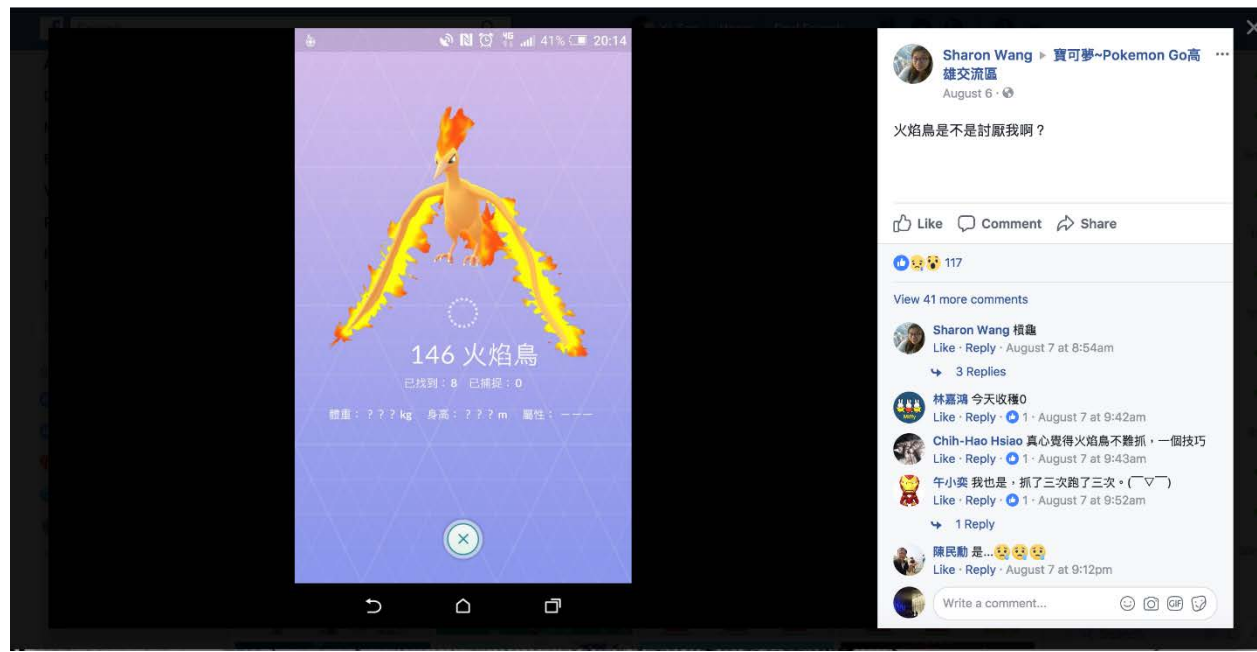 4G 41% 20:14
146 火焰鳥
已找到：8 已捕捉：0
體重：？？？kg 身高：？？？m 屬性：———
Sharon Wang ▸ 寶可夢~Pokemon Go高
雄交流區
August 6
火焰鳥是不是討厭我啊？
Like Comment Share
117
View 41 more comments
Sharon Wang 槓龜
Like · Reply · August 7 at 8:54am
3 Replies
林嘉鴻 今天收穫0
Like · Reply · 1 · August 7 at 9:42am
Chih-Hao Hsiao 真心覺得火焰鳥不難抓，一個技巧
Like · Reply · 1 · August 7 at 9:43am
午小奕 我也是，抓了三次跑了三次。(￣▽￣)
Like · Reply · 1 · August 7 at 9:52am
1 Reply
陳民勳 是...😢😢😢
Like · Reply · August 7 at 9:12pm
Write a comment...
GIF